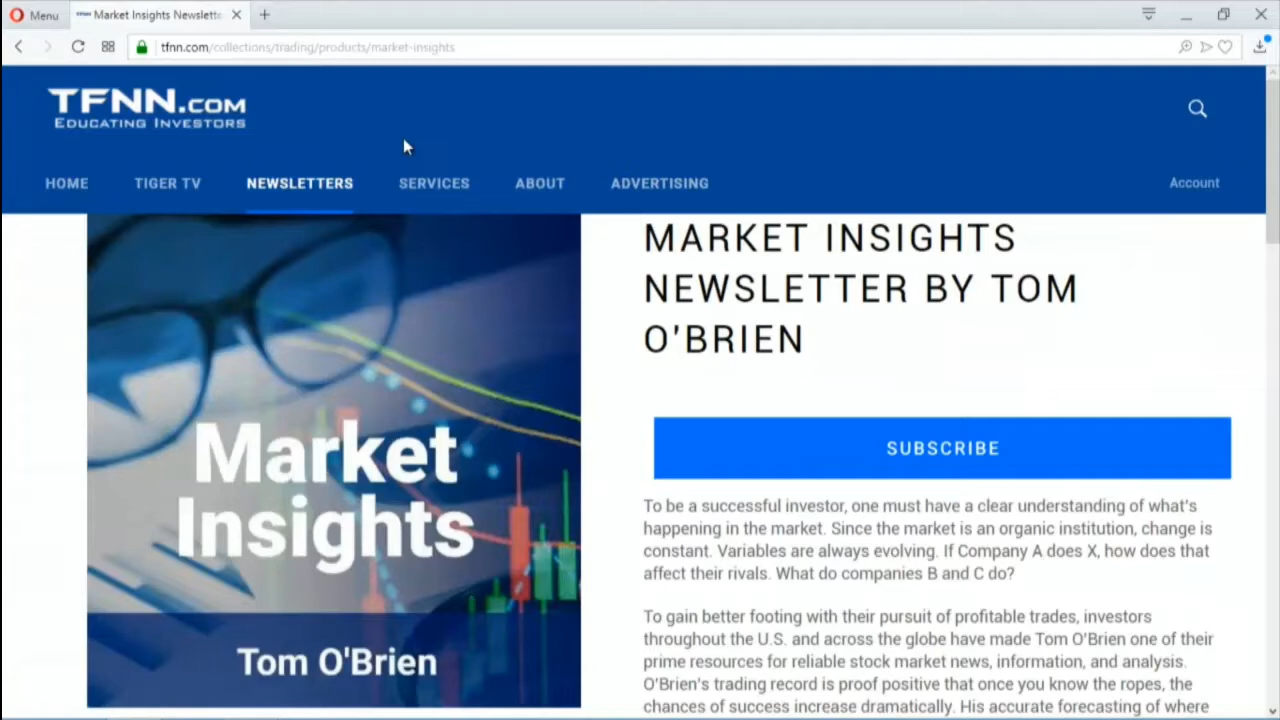 Menu
TFNN Market Insights Newslette
tfnn.com/collections/trading/products/market-insights
TFNN.COM
EDUCATING INVESTORS
HOME TIGER TV NEWSLETTERS SERVICES ABOUT ADVERTISING Account
MARKET INSIGHTS
NEWSLETTER BY TOM
O'BRIEN
Market
Insights
Tom O'Brien
SUBSCRIBE
To be a successful investor, one must have a clear understanding of what's
happening in the market. Since the market is an organic institution, change is
constant. Variables are always evolving. If Company A does X, how does that
affect their rivals. What do companies B and C do?
To gain better footing with their pursuit of profitable trades, investors
throughout the U.S. and across the globe have made Tom O'Brien one of their
prime resources for reliable stock market news, information, and analysis.
O'Brien's trading record is proof positive that once you know the ropes, the
chances of success increase dramatically. His accurate forecasting of where